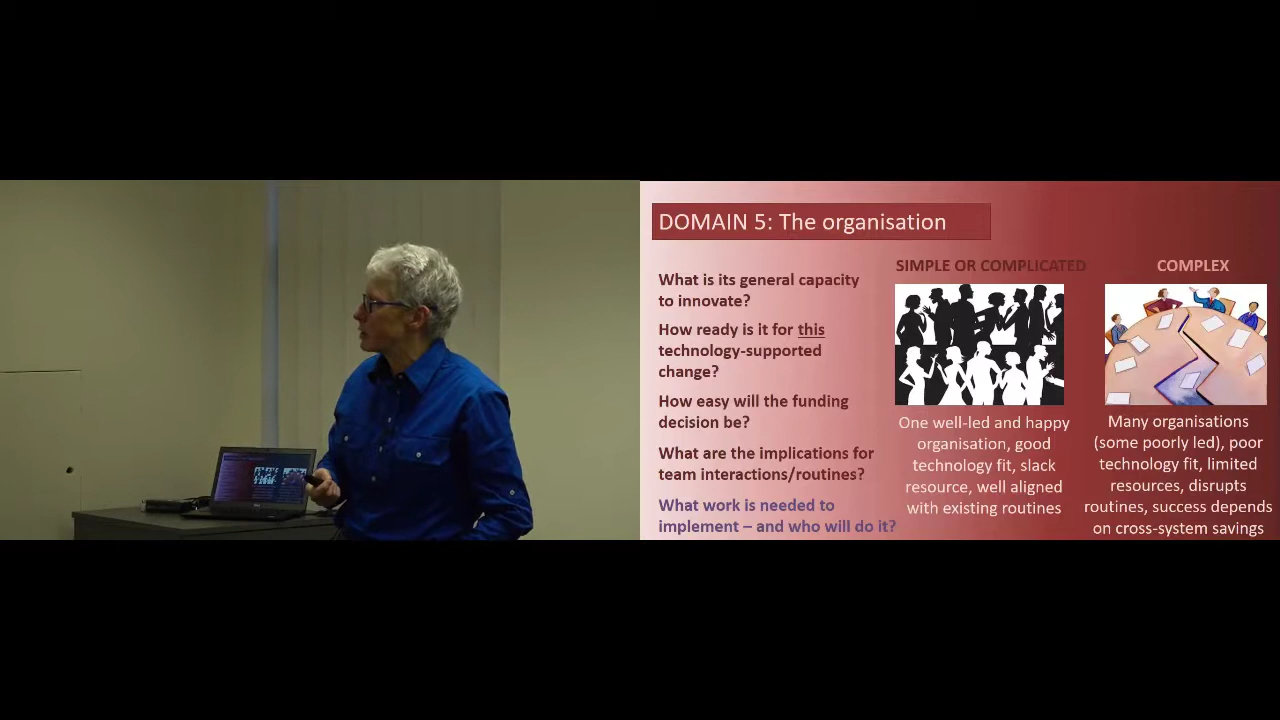 DOMAIN 5: The organisation
What is its general capacity
to innovate?
How ready is it for this
technology-supported
change?
How easy will the funding
decision be?
What are the implications for
team interactions/routines?
What work is needed to
implement – and who will do it?
SIMPLE OR COMPLICATED
One well-led and happy
organisation, good
technology fit, slack
resource, well aligned
with existing routines
COMPLEX
Many organisations
(some poorly led), poor
technology fit, limited
resources, disrupts
routines, success depends
on cross-system savings